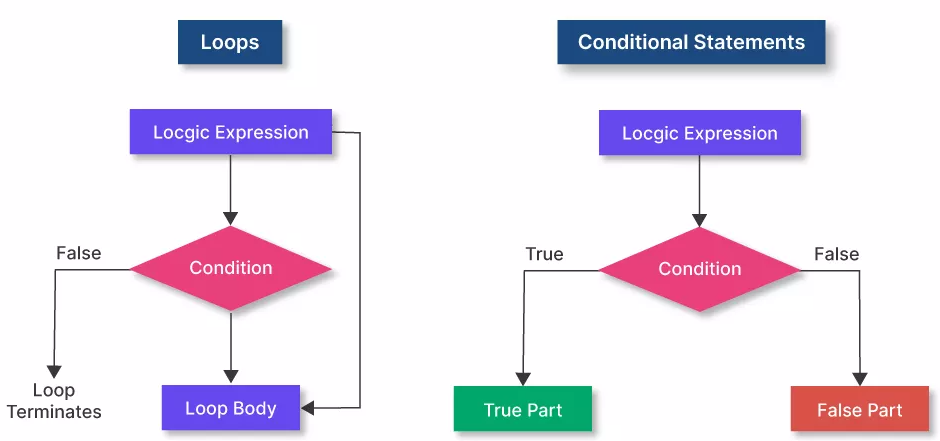 Loops
Conditional Statements
Locgic Expression
Locgic Expression
False
Condition
True
Condition
False
Loop
Terminates
Loop Body
True Part
False Part